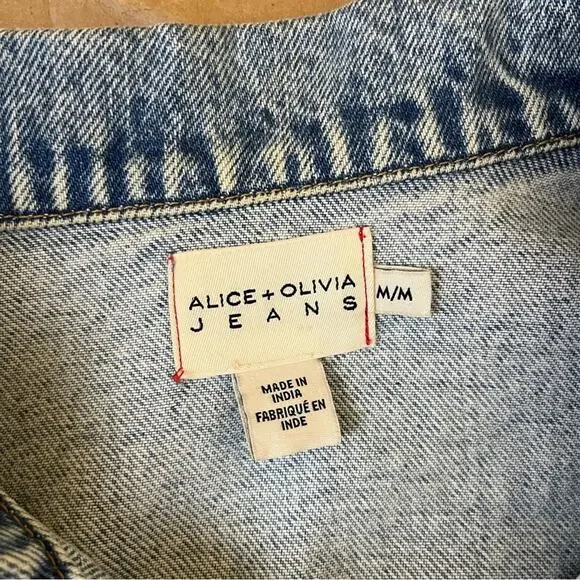 ALICE+OLIVIA
JEANS
M/M
MADE IN
INDIA
FABRIQUÉ EN
INDE